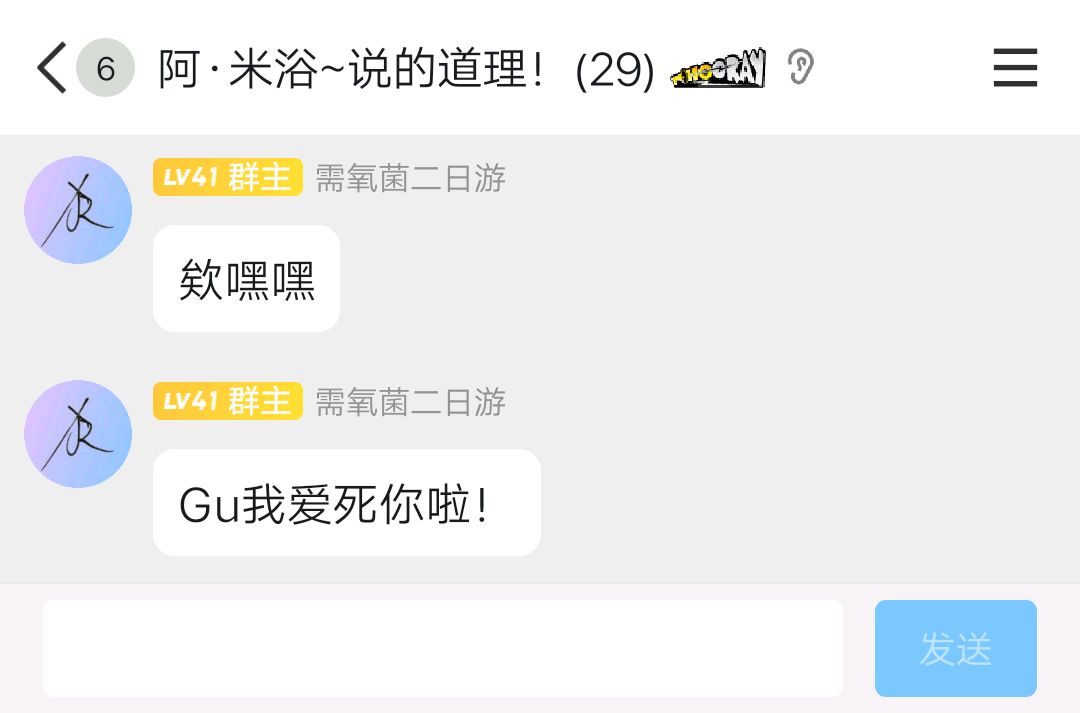 6 阿·米浴~说的道理！(29) HOORAY
LV41 群主 需氧菌二日游
欸嘿嘿
LV41 群主 需氧菌二日游
Gu我爱死你啦！
发送